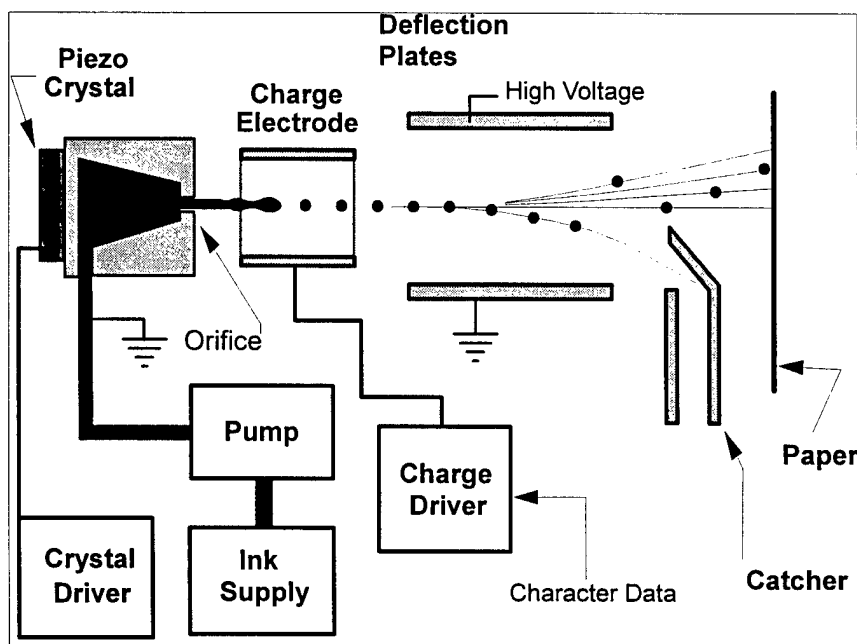 Deflection
Plates
Piezo
Crystal
Charge
Electrode
High Voltage
Orifice
Pump
Charge
Driver
Paper
Crystal
Driver
Ink
Supply
Character Data
Catcher